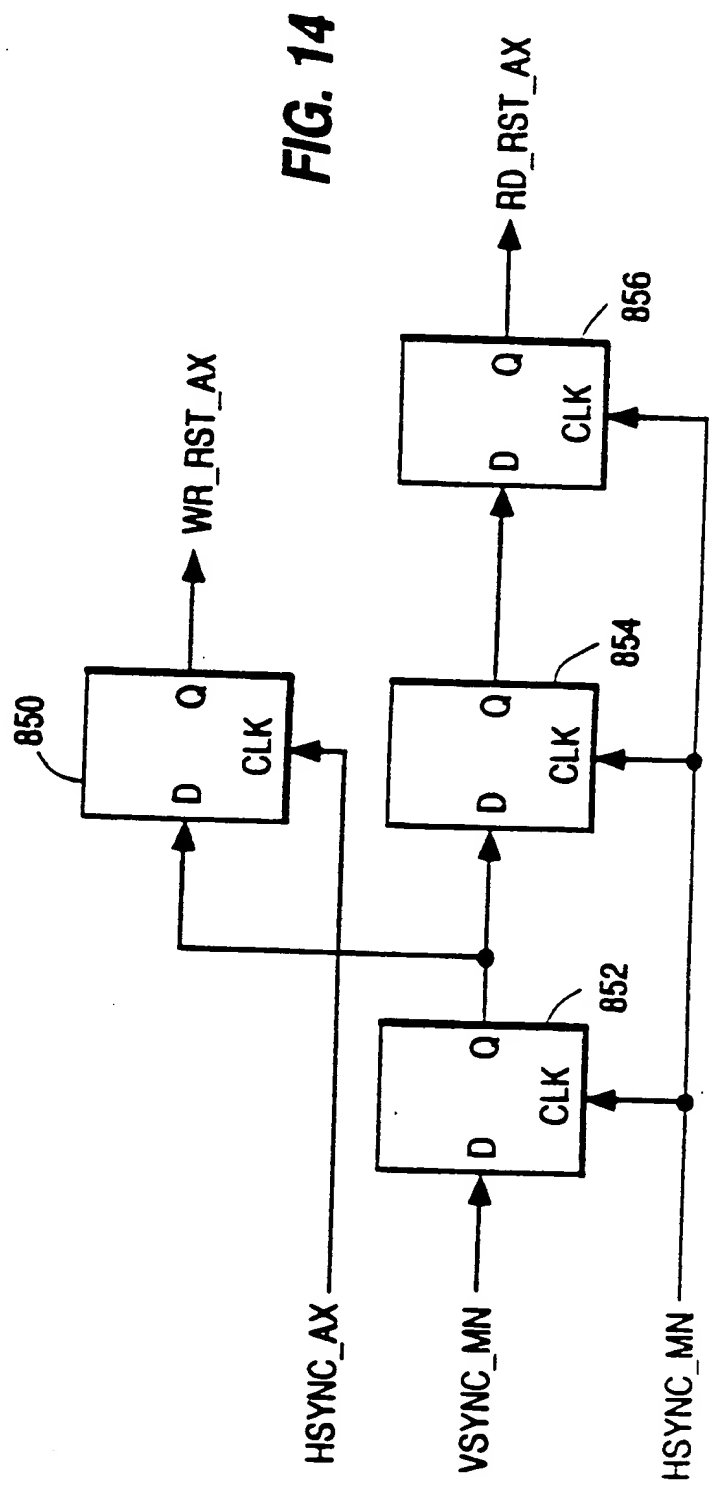 FIG. 14
850
D
Q
CLK
WR_RST_AX
HSYNC_AX
VSYNC_MN
D
Q
CLK
852
D
Q
CLK
854
D
Q
CLK
856
RD_RST_AX
HSYNC_MN